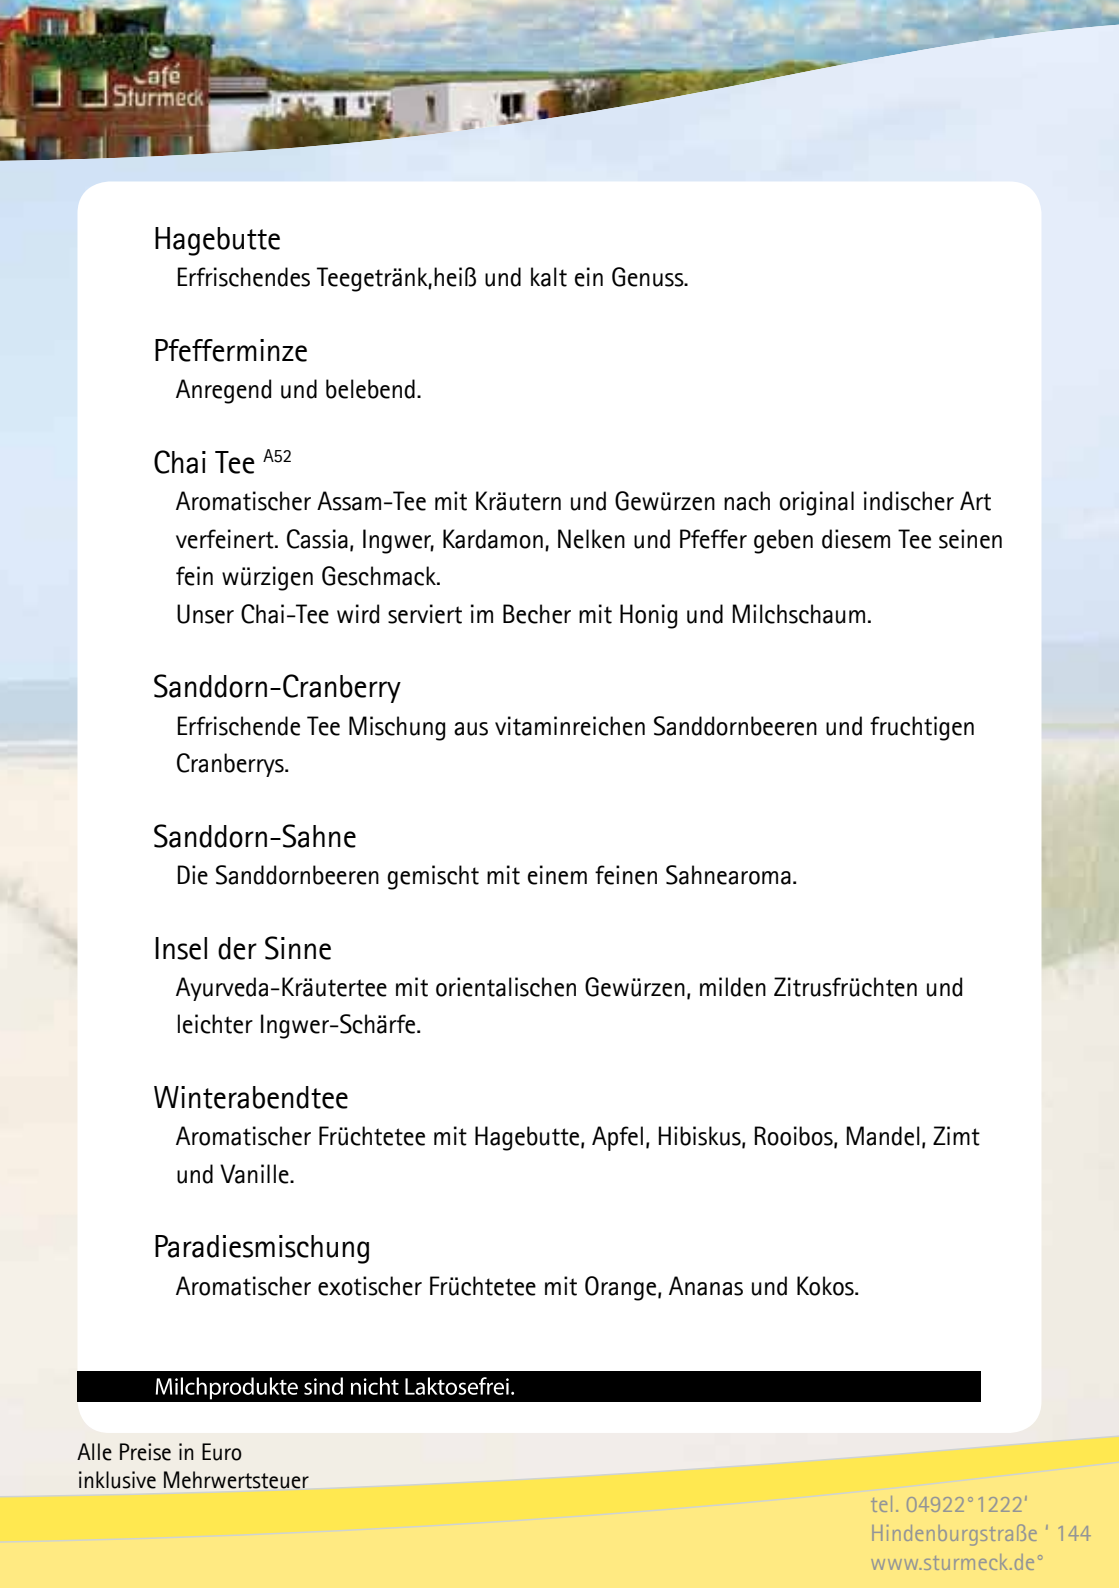 Café
Sturmeck
Hagebutte
Erfrischendes Teegetränk,heiß und kalt ein Genuss.
Pfefferminze
Anregend und belebend.
Chai Tee A52
Aromatischer Assam-Tee mit Kräutern und Gewürzen nach original indischer Art
verfeinert. Cassia, Ingwer, Kardamon, Nelken und Pfeffer geben diesem Tee seinen
fein würzigen Geschmack.
Unser Chai-Tee wird serviert im Becher mit Honig und Milchschaum.
Sanddorn-Cranberry
Erfrischende Tee Mischung aus vitaminreichen Sanddornbeeren und fruchtigen
Cranberrys.
Sanddorn-Sahne
Die Sanddornbeeren gemischt mit einem feinen Sahnearoma.
Insel der Sinne
Ayurveda-Kräutertee mit orientalischen Gewürzen, milden Zitrusfrüchten und
leichter Ingwer-Schärfe.
Winterabendtee
Aromatischer Früchtetee mit Hagebutte, Apfel, Hibiskus, Rooibos, Mandel, Zimt
und Vanille.
Paradiesmischung
Aromatischer exotischer Früchtetee mit Orange, Ananas und Kokos.
Milchprodukte sind nicht Laktosefrei.
Alle Preise in Euro
inklusive Mehrwertsteuer
tel. 04922°1222‘
Hindenburgstraße ‘ 144
www.sturmeck.de°